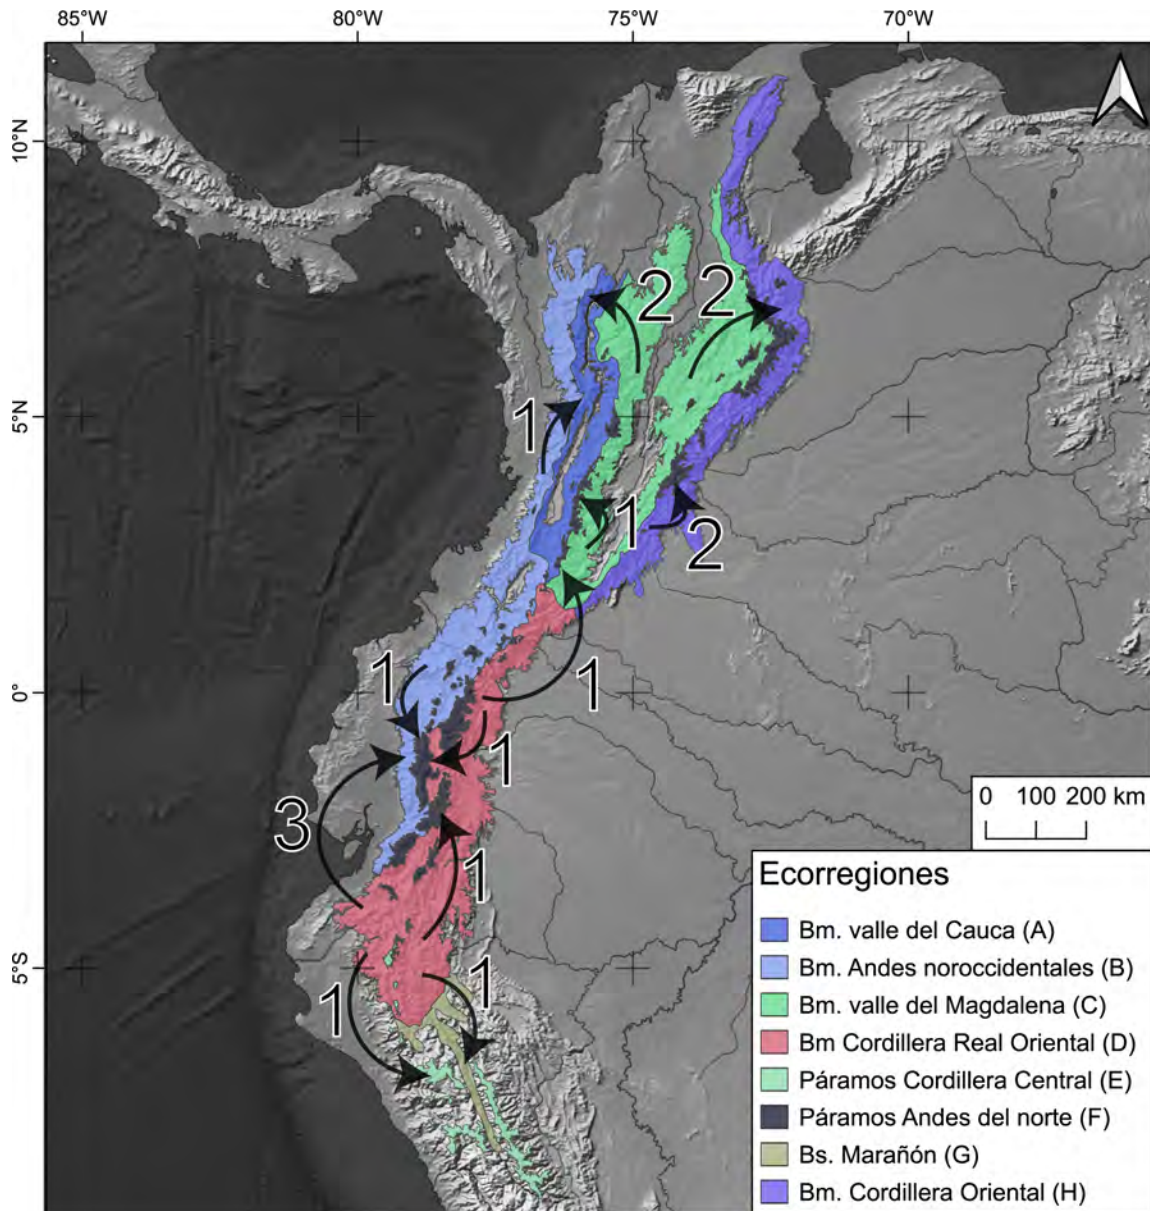 85°W 80°W 75°W 70°W
10°N
2 2
5°N
1
1
2
1
0°
1
1
3
0 100 200 km
1
Ecorregiones
Bm. valle del Cauca (A)
5°S
1
1
Bm. Andes noroccidentales (B)
Bm. valle del Magdalena (C)
Bm Cordillera Real Oriental (D)
Páramos Cordillera Central (E)
Páramos Andes del norte (F)
Bs. Marañón (G)
Bm. Cordillera Oriental (H)